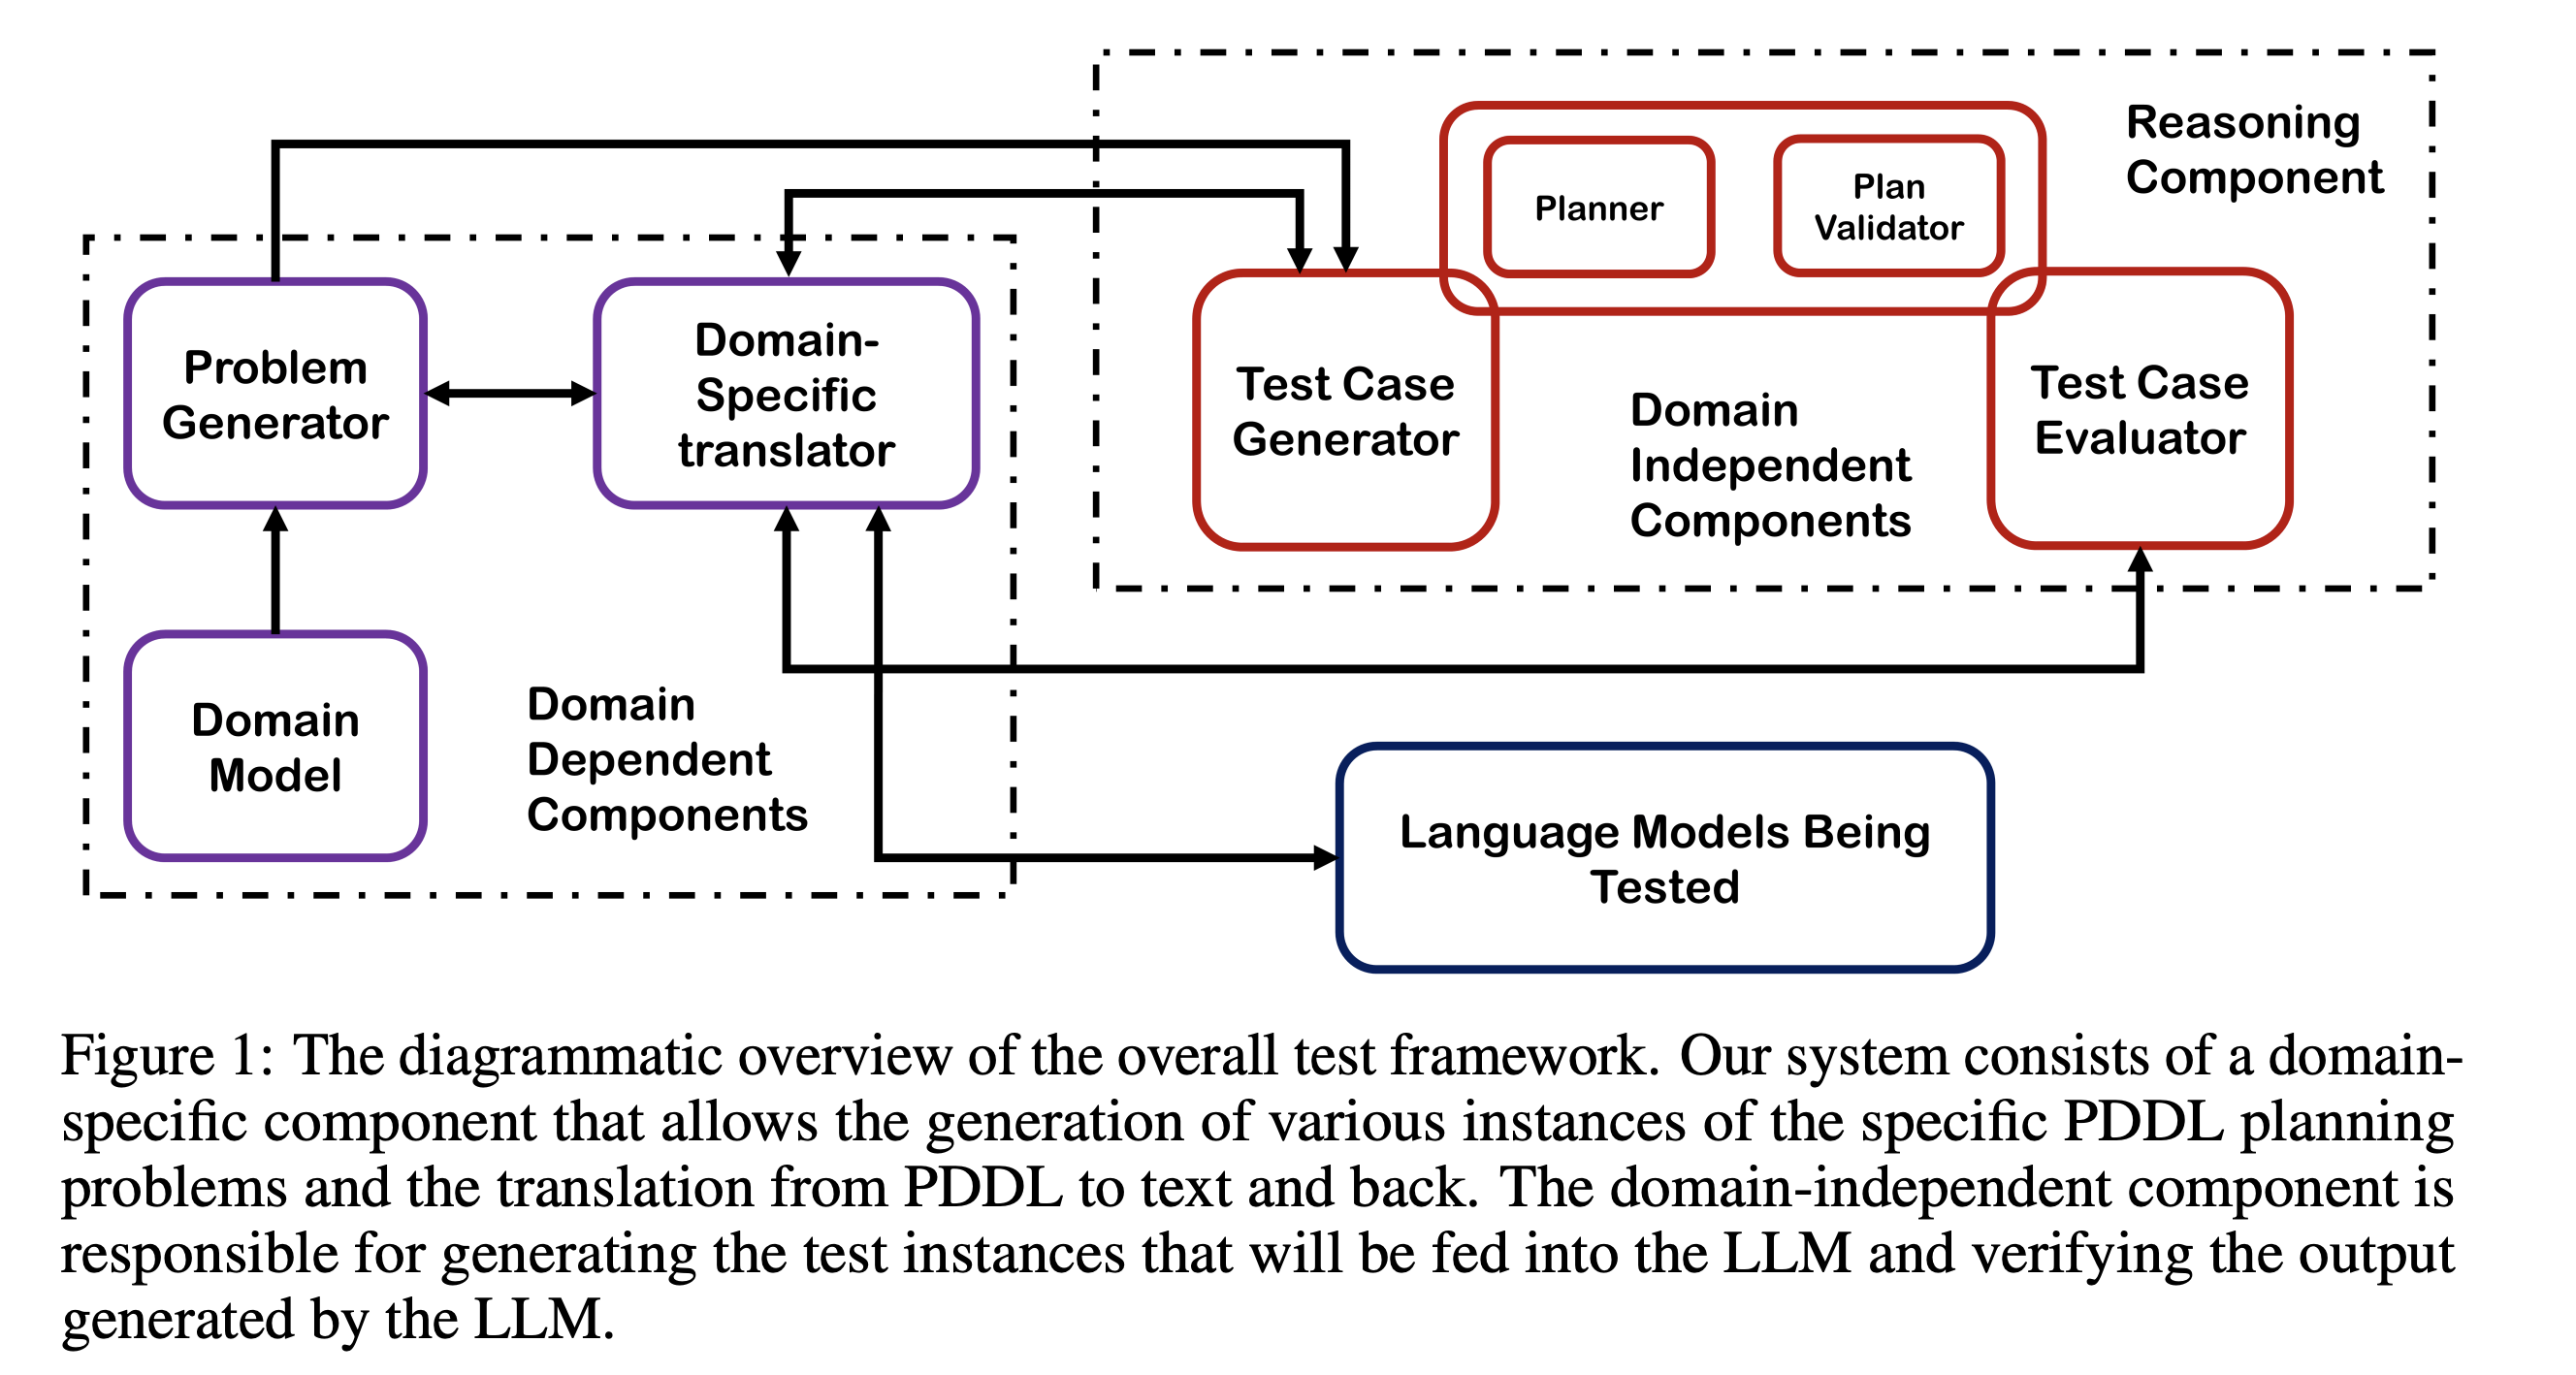 Reasoning
Component
Planner
Plan
Validator
Problem
Generator
Domain-
Specific
translator
Test Case
Generator
Domain
Independent
Components
Test Case
Evaluator
Domain
Model
Domain
Dependent
Components
Language Models Being
Tested
Figure 1: The diagrammatic overview of the overall test framework. Our system consists of a domain-
specific component that allows the generation of various instances of the specific PDDL planning
problems and the translation from PDDL to text and back. The domain-independent component is
responsible for generating the test instances that will be fed into the LLM and verifying the output
generated by the LLM.